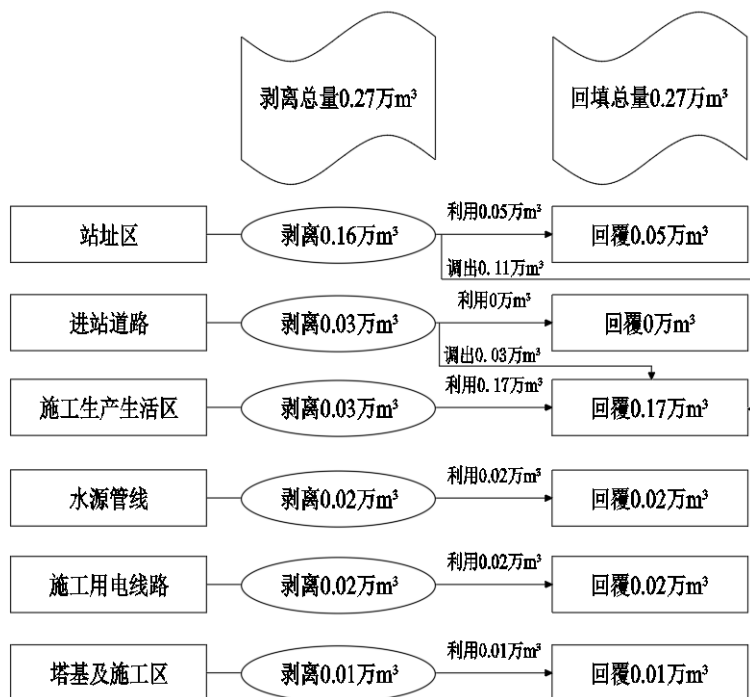 剥离总量0.27万m³
回填总量0.27万m³
站址区
剥离0.16万m³
利用0.05万m³
回覆0.05万m³
调出0.11万m³
进站道路
剥离0.03万m³
利用0万m³
回覆0万m³
调出0.03万m³
施工生产生活区
剥离0.03万m³
利用0.17万m³
回覆0.17万m³
水源管线
剥离0.02万m³
利用0.02万m³
回覆0.02万m³
施工用电线路
剥离0.02万m³
利用0.02万m³
回覆0.02万m³
塔基及施工区
剥离0.01万m³
利用0.01万m³
回覆0.01万m³